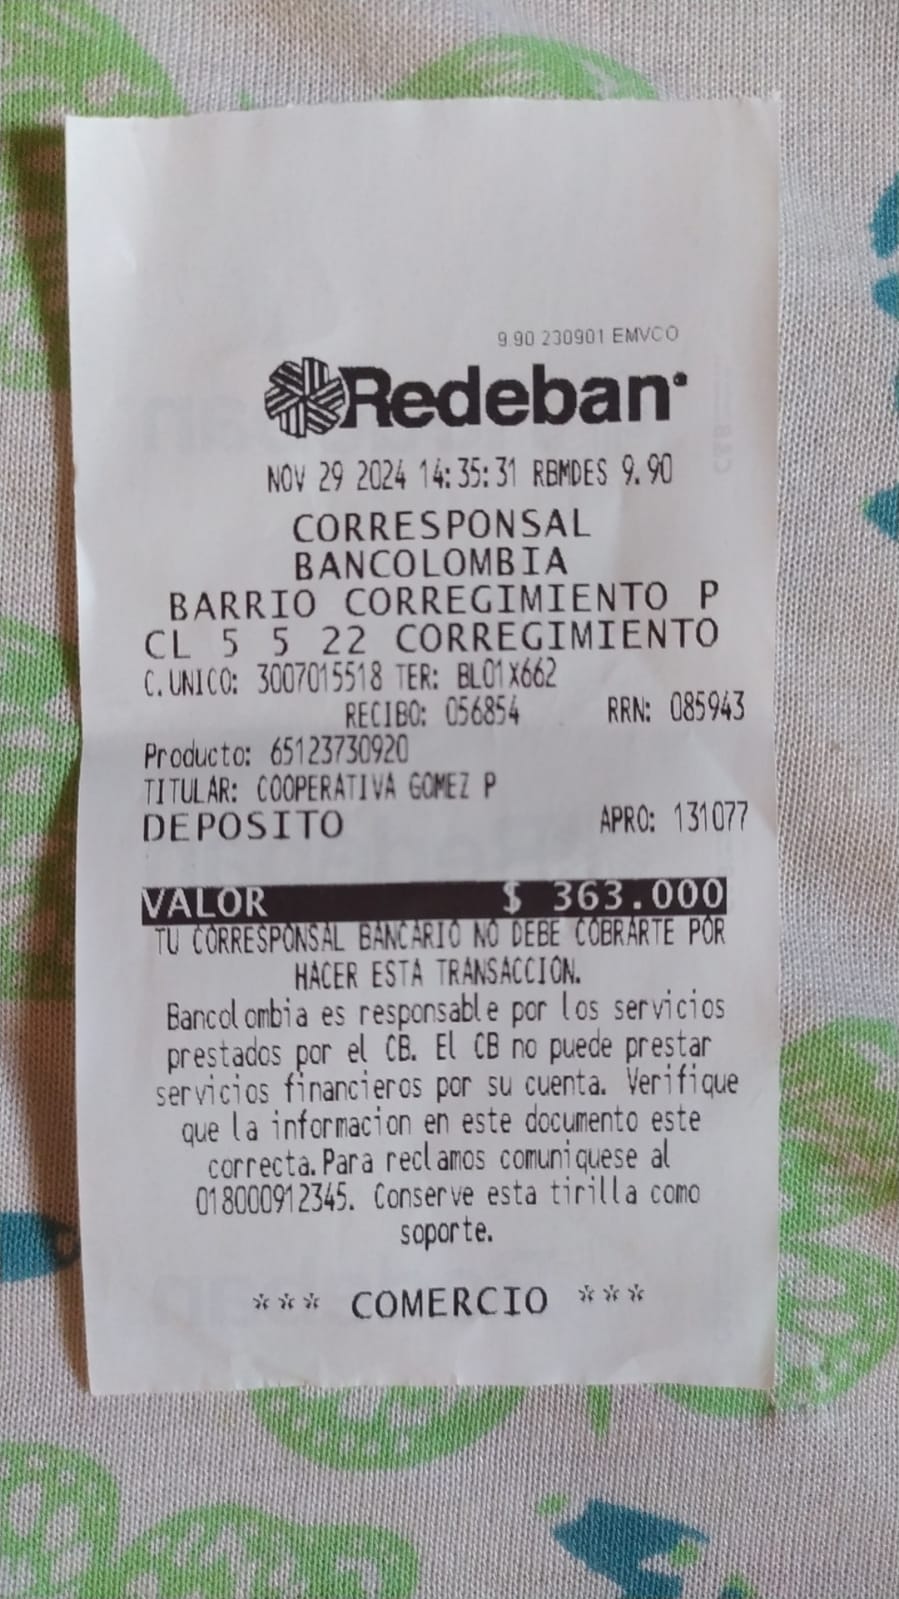 9.90 230901 EMVCO
Redeban
NOV 29 2024 14:35:31 RBMDES 9.90
CORRESPONSAL
BANCOLOMBIA
BARRIO CORREGIMIENTO P
CL 5 5 22 CORREGIMIENTO
C.UNICO: 3007015518 TER: BL01X662
RECIBO: 056854 RRN: 085943
Producto: 65123730920
TITULAR: COOPERATIVA GOMEZ P
DEPOSITO APRO: 131077
VALOR $ 363.000
TU CORRESPONSAL BANCARIO NO DEBE COBRARTE POR
HACER ESTA TRANSACCION.
Bancolombia es responsable por los servicios
prestados por el CB. El CB no puede prestar
servicios financieros por su cuenta. Verifique
que la informacion en este documento este
correcta. Para reclamos comuniquese al
018000912345. Conserve esta tirilla como
soporte.
*** COMERCIO ***